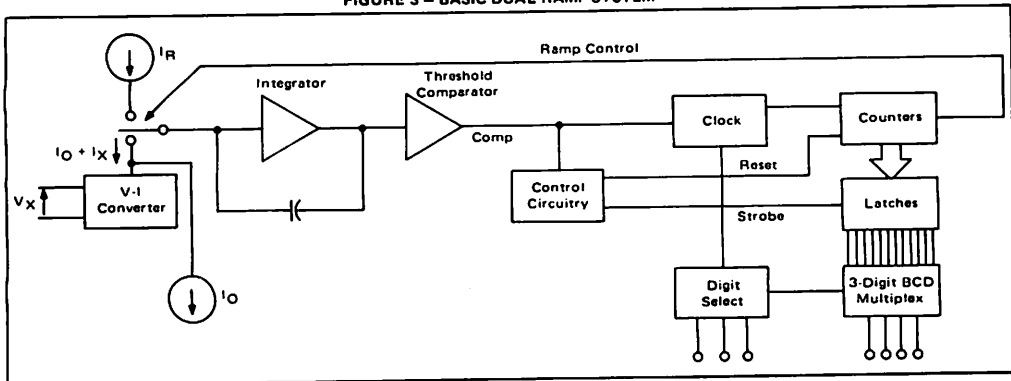 FIGURE 3 – BASIC DUAL RAMP SYSTEM
IR
Ramp Control
Integrator
Threshold
Comparator
Comp
Clock
Counters
IO + IX
VX
V-I
Converter
Reset
Control
Circuitry
Strobe
Latches
IO
Digit
Select
3-Digit BCD
Multiplex